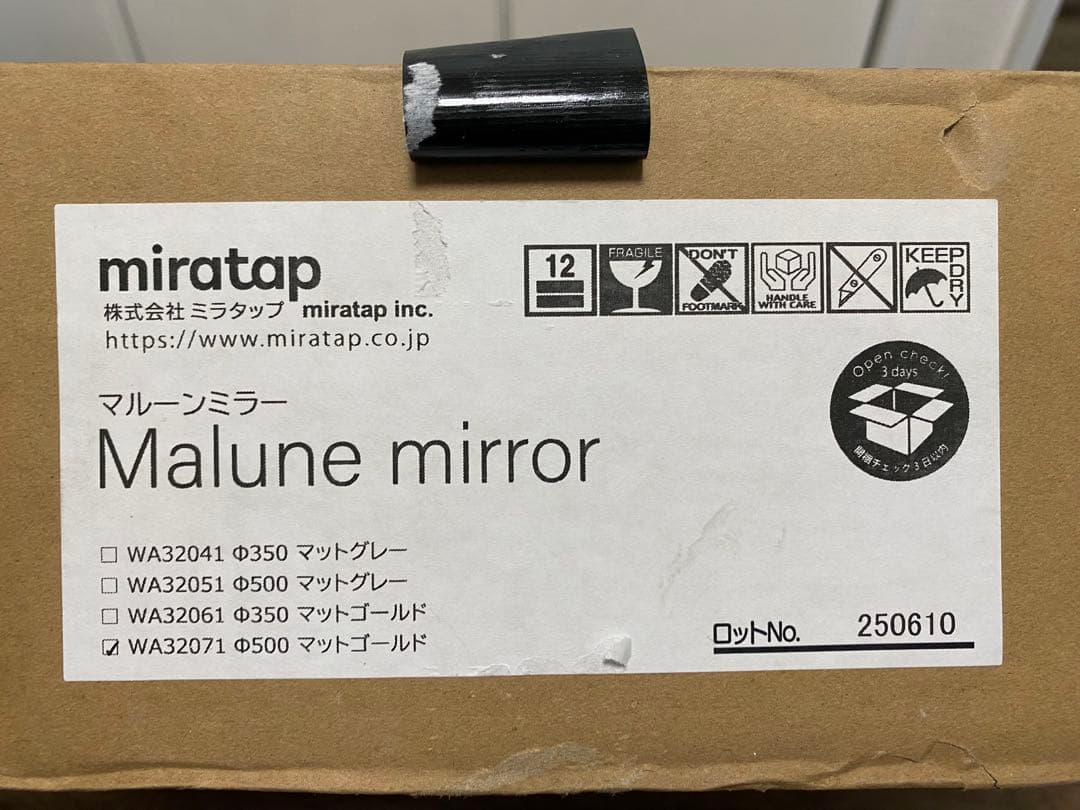 miratap
株式会社 ミラタップ miratap inc.
https://www.miratap.co.jp
12
FRAGILE
DON'T
FOOTMARK
HANDLE
WITH CARE
KEEP
DRY
Open check!
3 days
開梱チェック3日以内
マルーンミラー
Malune mirror
☐ WA32041 Φ350 マットグレー
☐ WA32051 Φ500 マットグレー
☐ WA32061 Φ350 マットゴールド
☑ WA32071 Φ500 マットゴールド
ロットNo. 250610